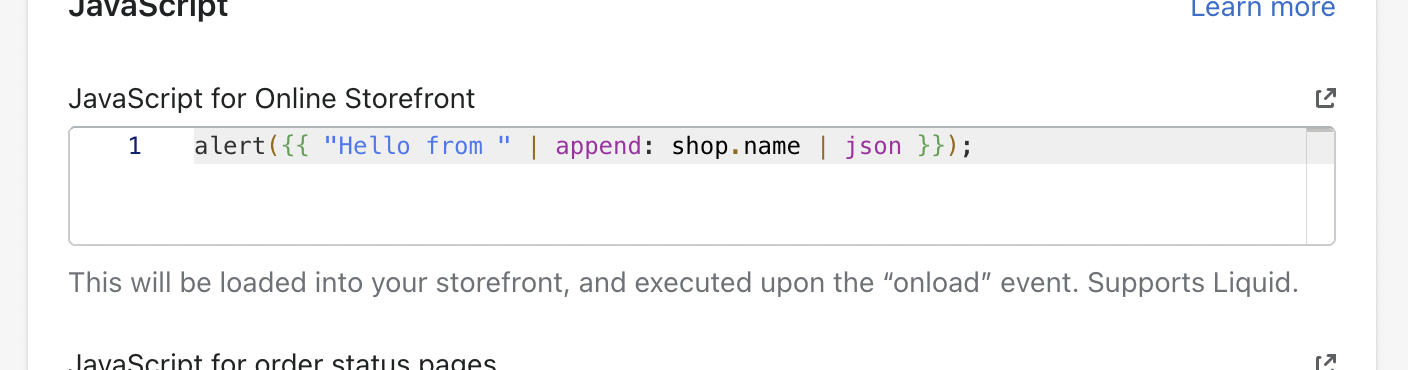 JavaScript
Learn more
JavaScript for Online Storefront
1 alert({{ "Hello from " | append: shop.name | json }});
This will be loaded into your storefront, and executed upon the “onload” event. Supports Liquid.
JavaScript for order status pages